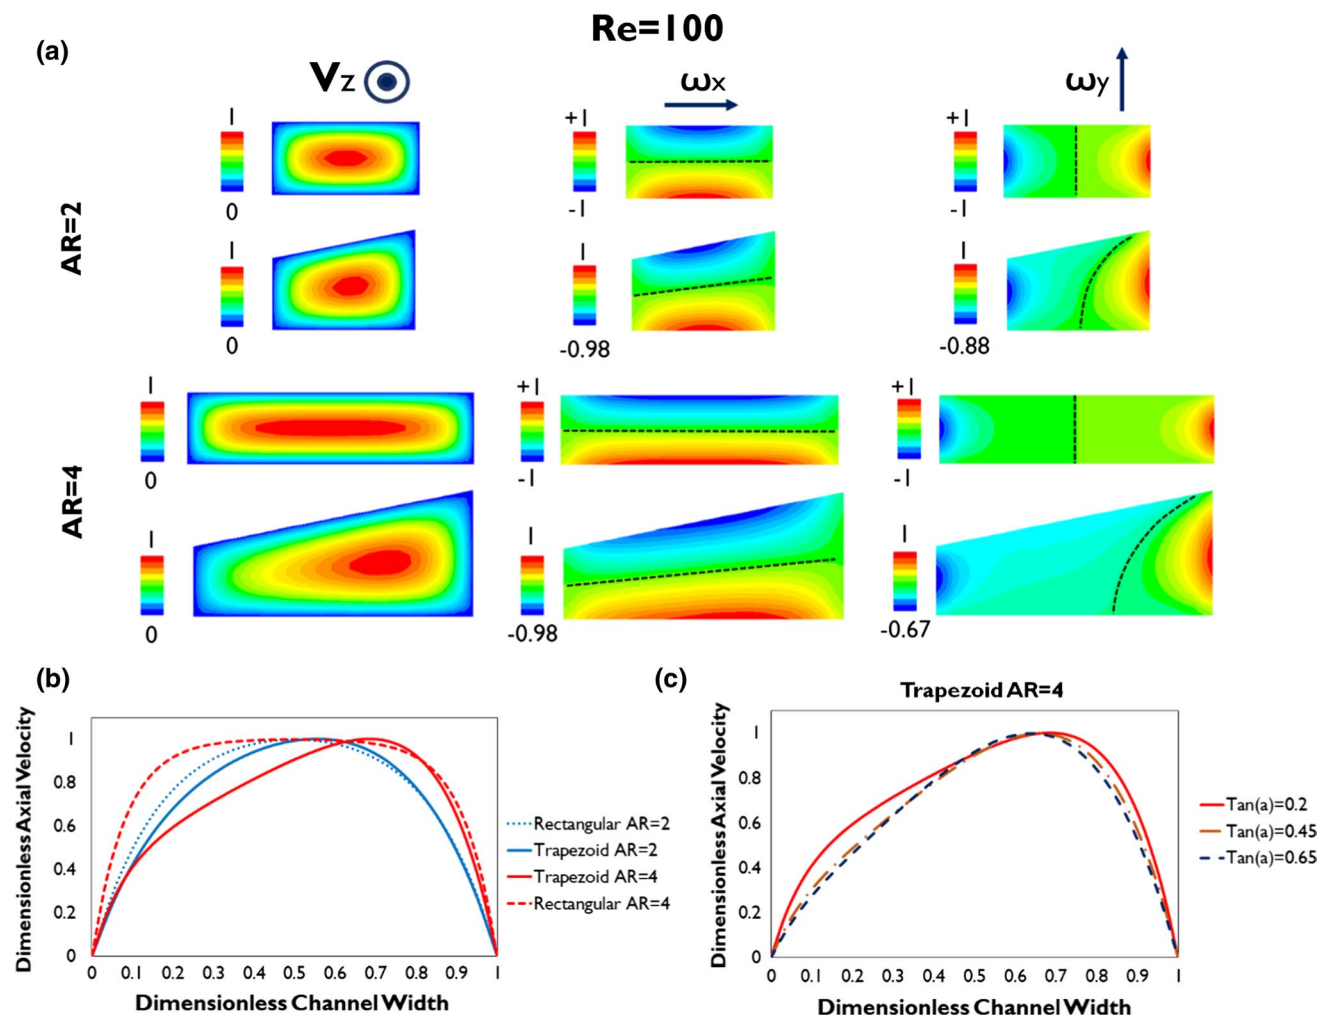 Re=100
(a)
Vz
ωx
ωy
AR=2
1
0
+1
-1
+1
-1
1
0
1
-0.98
1
-0.88
AR=4
1
0
+1
-1
+1
-1
1
0
1
-0.98
1
-0.67
(b)
Dimensionless Axial Velocity
1
0.8
0.6
0.4
0.2
0
0 0.1 0.2 0.3 0.4 0.5 0.6 0.7 0.8 0.9 1
Dimensionless Channel Width
Rectangular AR=2
Trapezoid AR=2
Trapezoid AR=4
Rectangular AR=4
(c)
Trapezoid AR=4
Dimensionless Axial Velocity
1
0.8
0.6
0.4
0.2
0
0 0.1 0.2 0.3 0.4 0.5 0.6 0.7 0.8 0.9 1
Dimensionless Channel Width
Tan(a)=0.2
Tan(a)=0.45
Tan(a)=0.65